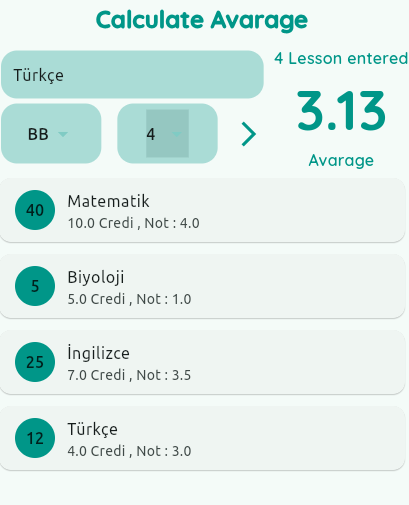 Calculate Avarage
Türkçe
4 Lesson entered
BB
4
3.13
Avarage
40
Matematik
10.0 Credi , Not : 4.0
5
Biyoloji
5.0 Credi , Not : 1.0
25
İngilizce
7.0 Credi , Not : 3.5
12
Türkçe
4.0 Credi , Not : 3.0